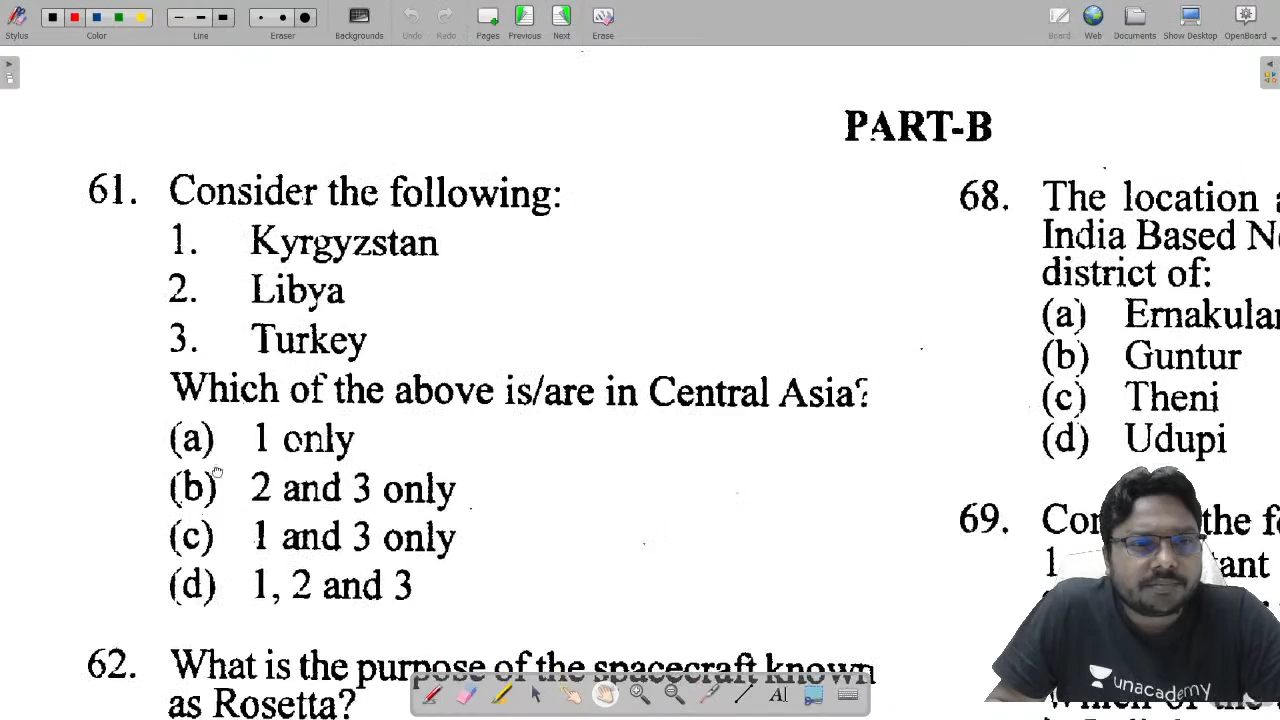 Stylus
Color
Line
Eraser
Backgrounds
Undo
Redo
Pages
Previous
Next
Erase
Board
Web
Documents
Show Desktop
OpenBoard
PART-B
61. Consider the following:
1. Kyrgyzstan
2. Libya
3. Turkey
Which of the above is/are in Central Asia?
(a) 1 only
(b) 2 and 3 only
(c) 1 and 3 only
(d) 1, 2 and 3
62. What is the purpose of the spacecraft known
as Rosetta?
68. The location
India Based
district of:
(a)
(b) Guntur
(c) Theni
(d) Udupi
69.
the
1
unacademy